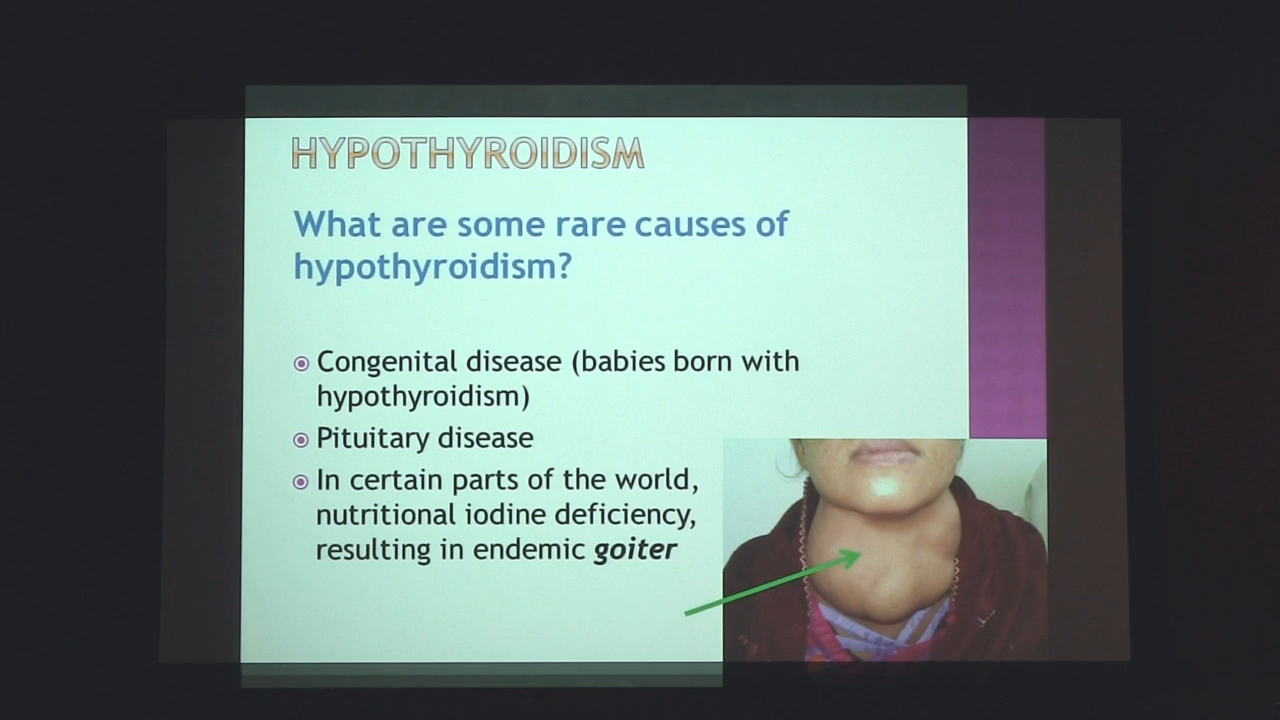 HYPOTHYROIDISM
What are some rare causes of
hypothyroidism?
Congenital disease (babies born with
hypothyroidism)
Pituitary disease
In certain parts of the world,
nutritional iodine deficiency,
resulting in endemic goiter